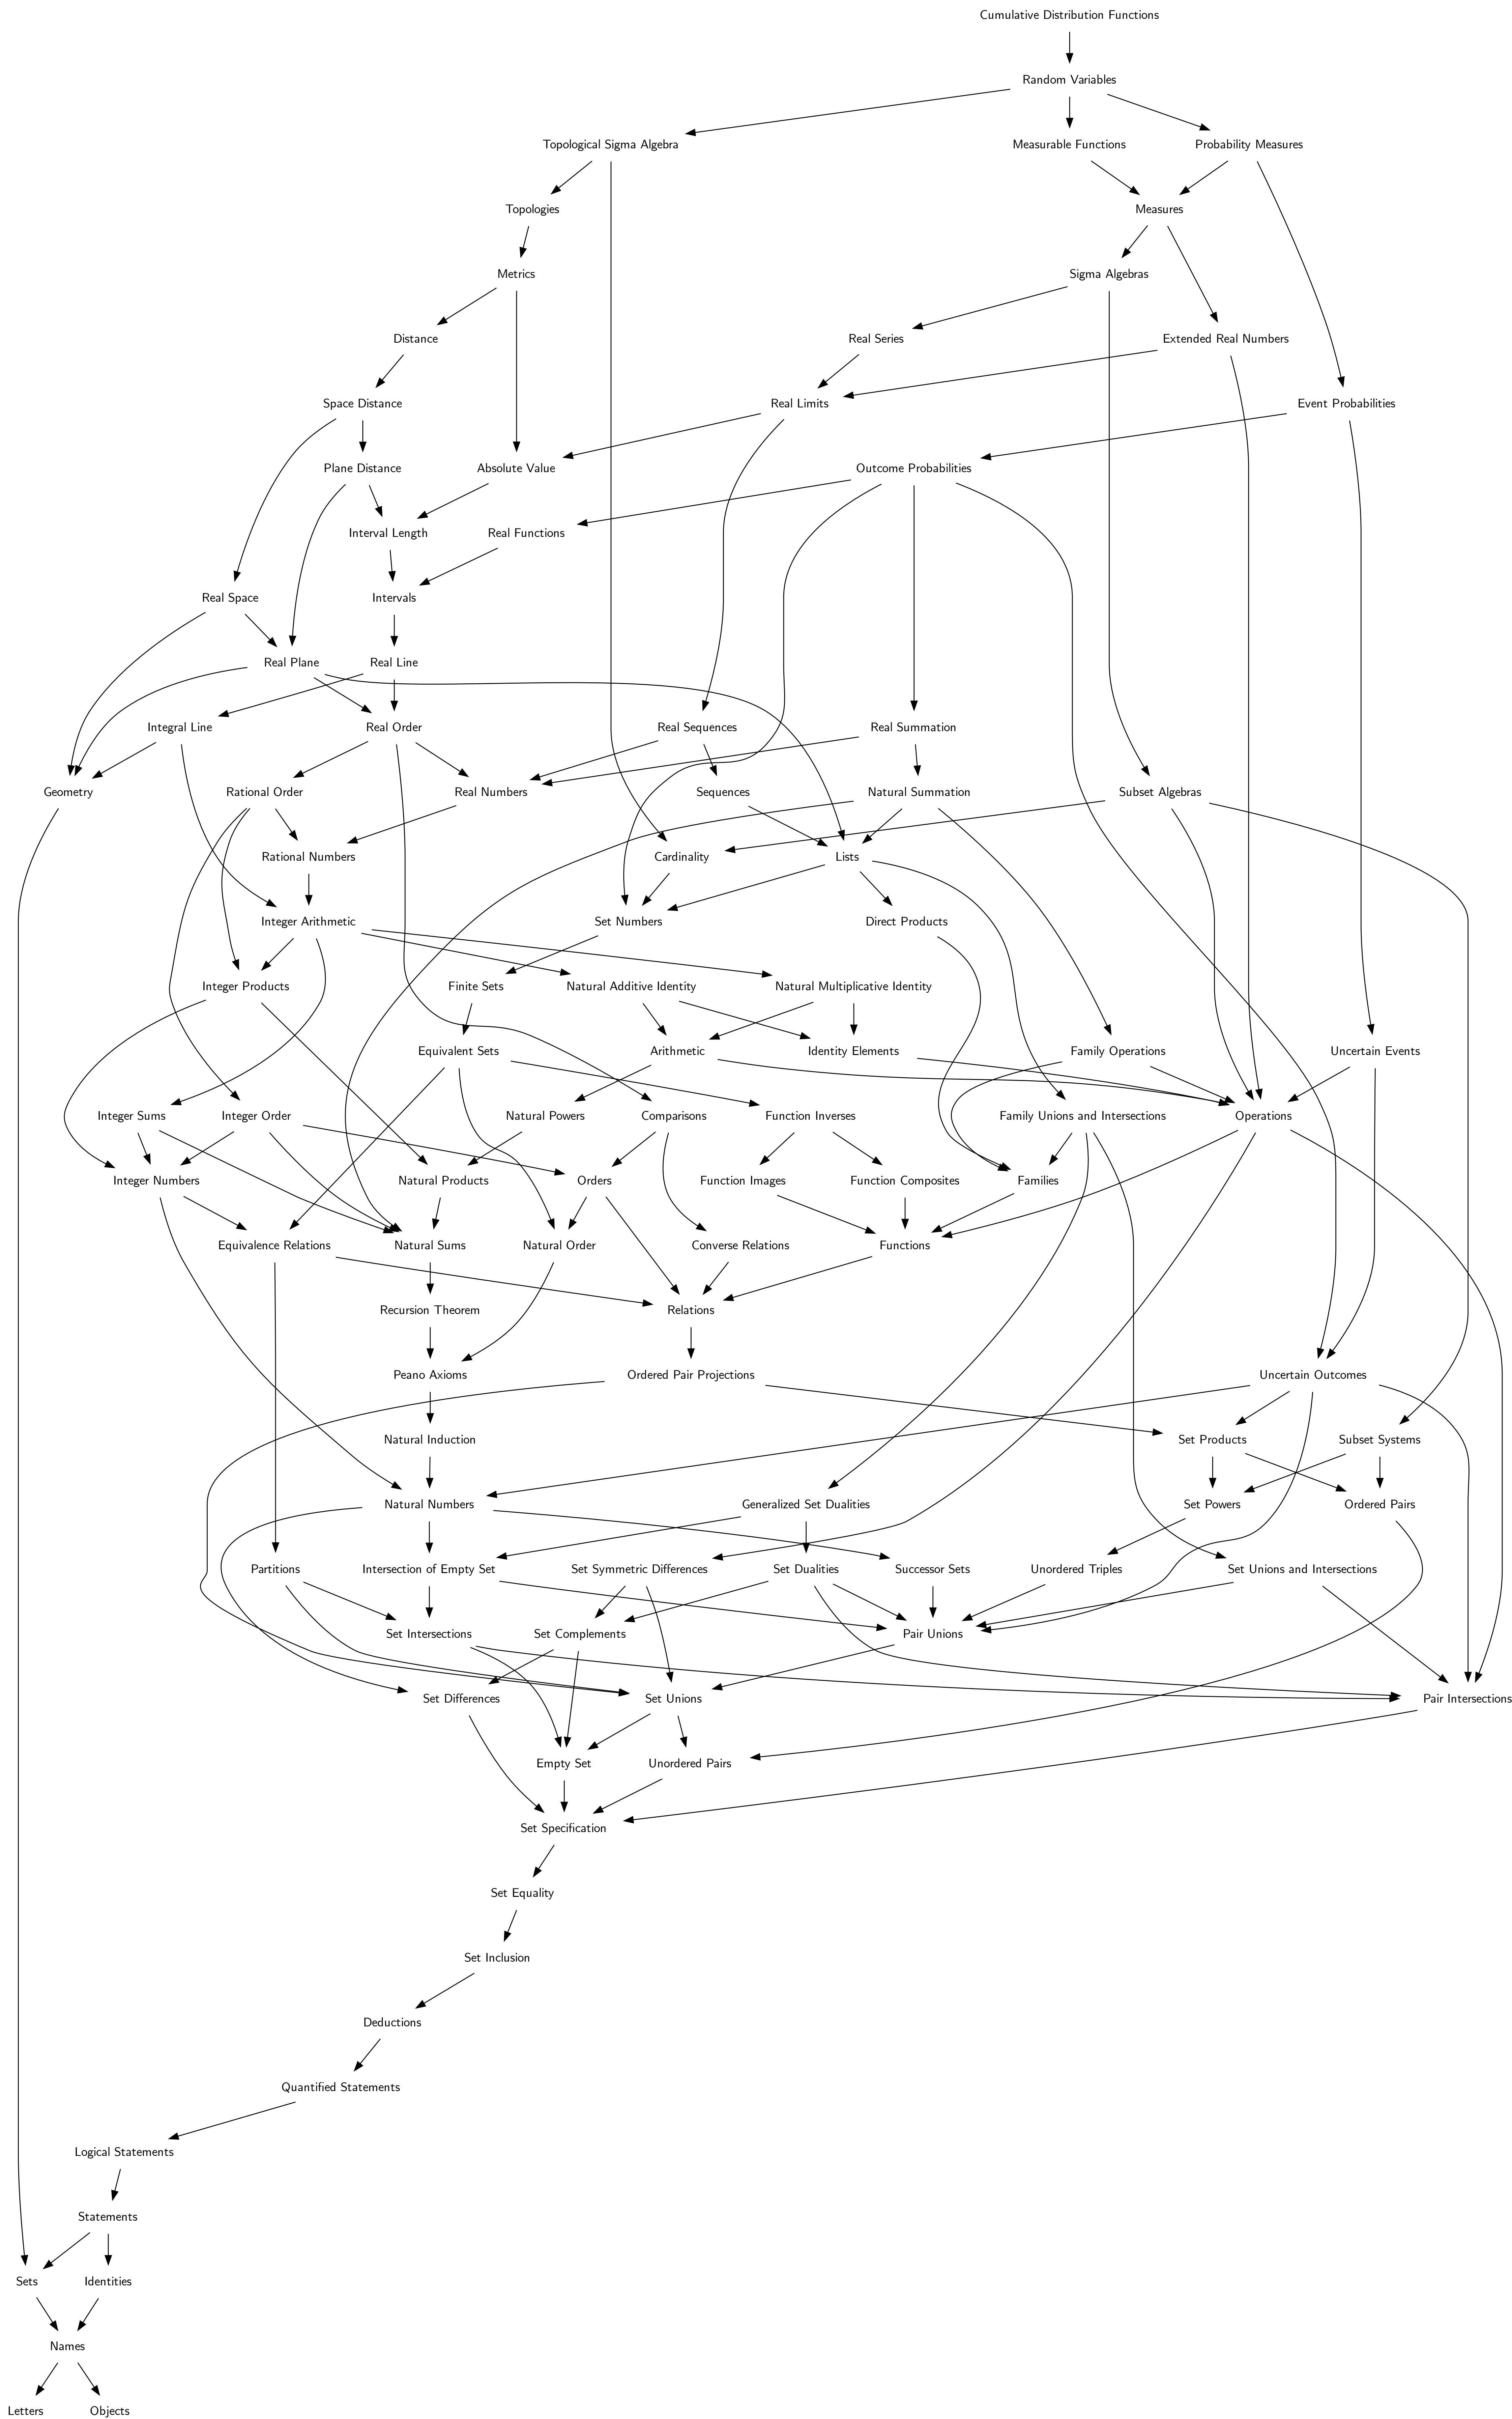 Cumulative Distribution Functions
Random Variables
Topological Sigma Algebra
Measurable Functions
Probability Measures
Topologies
Measures
Metrics
Sigma Algebras
Distance
Real Series
Extended Real Numbers
Space Distance
Real Limits
Event Probabilities
Plane Distance
Absolute Value
Outcome Probabilities
Interval Length
Real Functions
Real Space
Intervals
Real Plane
Real Line
Integral Line
Real Order
Real Sequences
Real Summation
Geometry
Rational Order
Real Numbers
Sequences
Natural Summation
Subset Algebras
Rational Numbers
Cardinality
Lists
Integer Arithmetic
Set Numbers
Direct Products
Integer Products
Finite Sets
Natural Additive Identity
Natural Multiplicative Identity
Equivalent Sets
Arithmetic
Identity Elements
Family Operations
Uncertain Events
Integer Sums
Integer Order
Natural Powers
Comparisons
Function Inverses
Family Unions and Intersections
Operations
Integer Numbers
Natural Products
Orders
Function Images
Function Composites
Families
Equivalence Relations
Natural Sums
Natural Order
Converse Relations
Functions
Recursion Theorem
Relations
Peano Axioms
Ordered Pair Projections
Uncertain Outcomes
Natural Induction
Set Products
Subset Systems
Natural Numbers
Generalized Set Dualities
Set Powers
Ordered Pairs
Partitions
Intersection of Empty Set
Set Symmetric Differences
Set Dualities
Successor Sets
Unordered Triples
Set Unions and Intersections
Set Intersections
Set Complements
Pair Unions
Set Differences
Set Unions
Pair Intersections
Empty Set
Unordered Pairs
Set Specification
Set Equality
Set Inclusion
Deductions
Quantified Statements
Logical Statements
Statements
Sets
Identities
Names
Letters
Objects